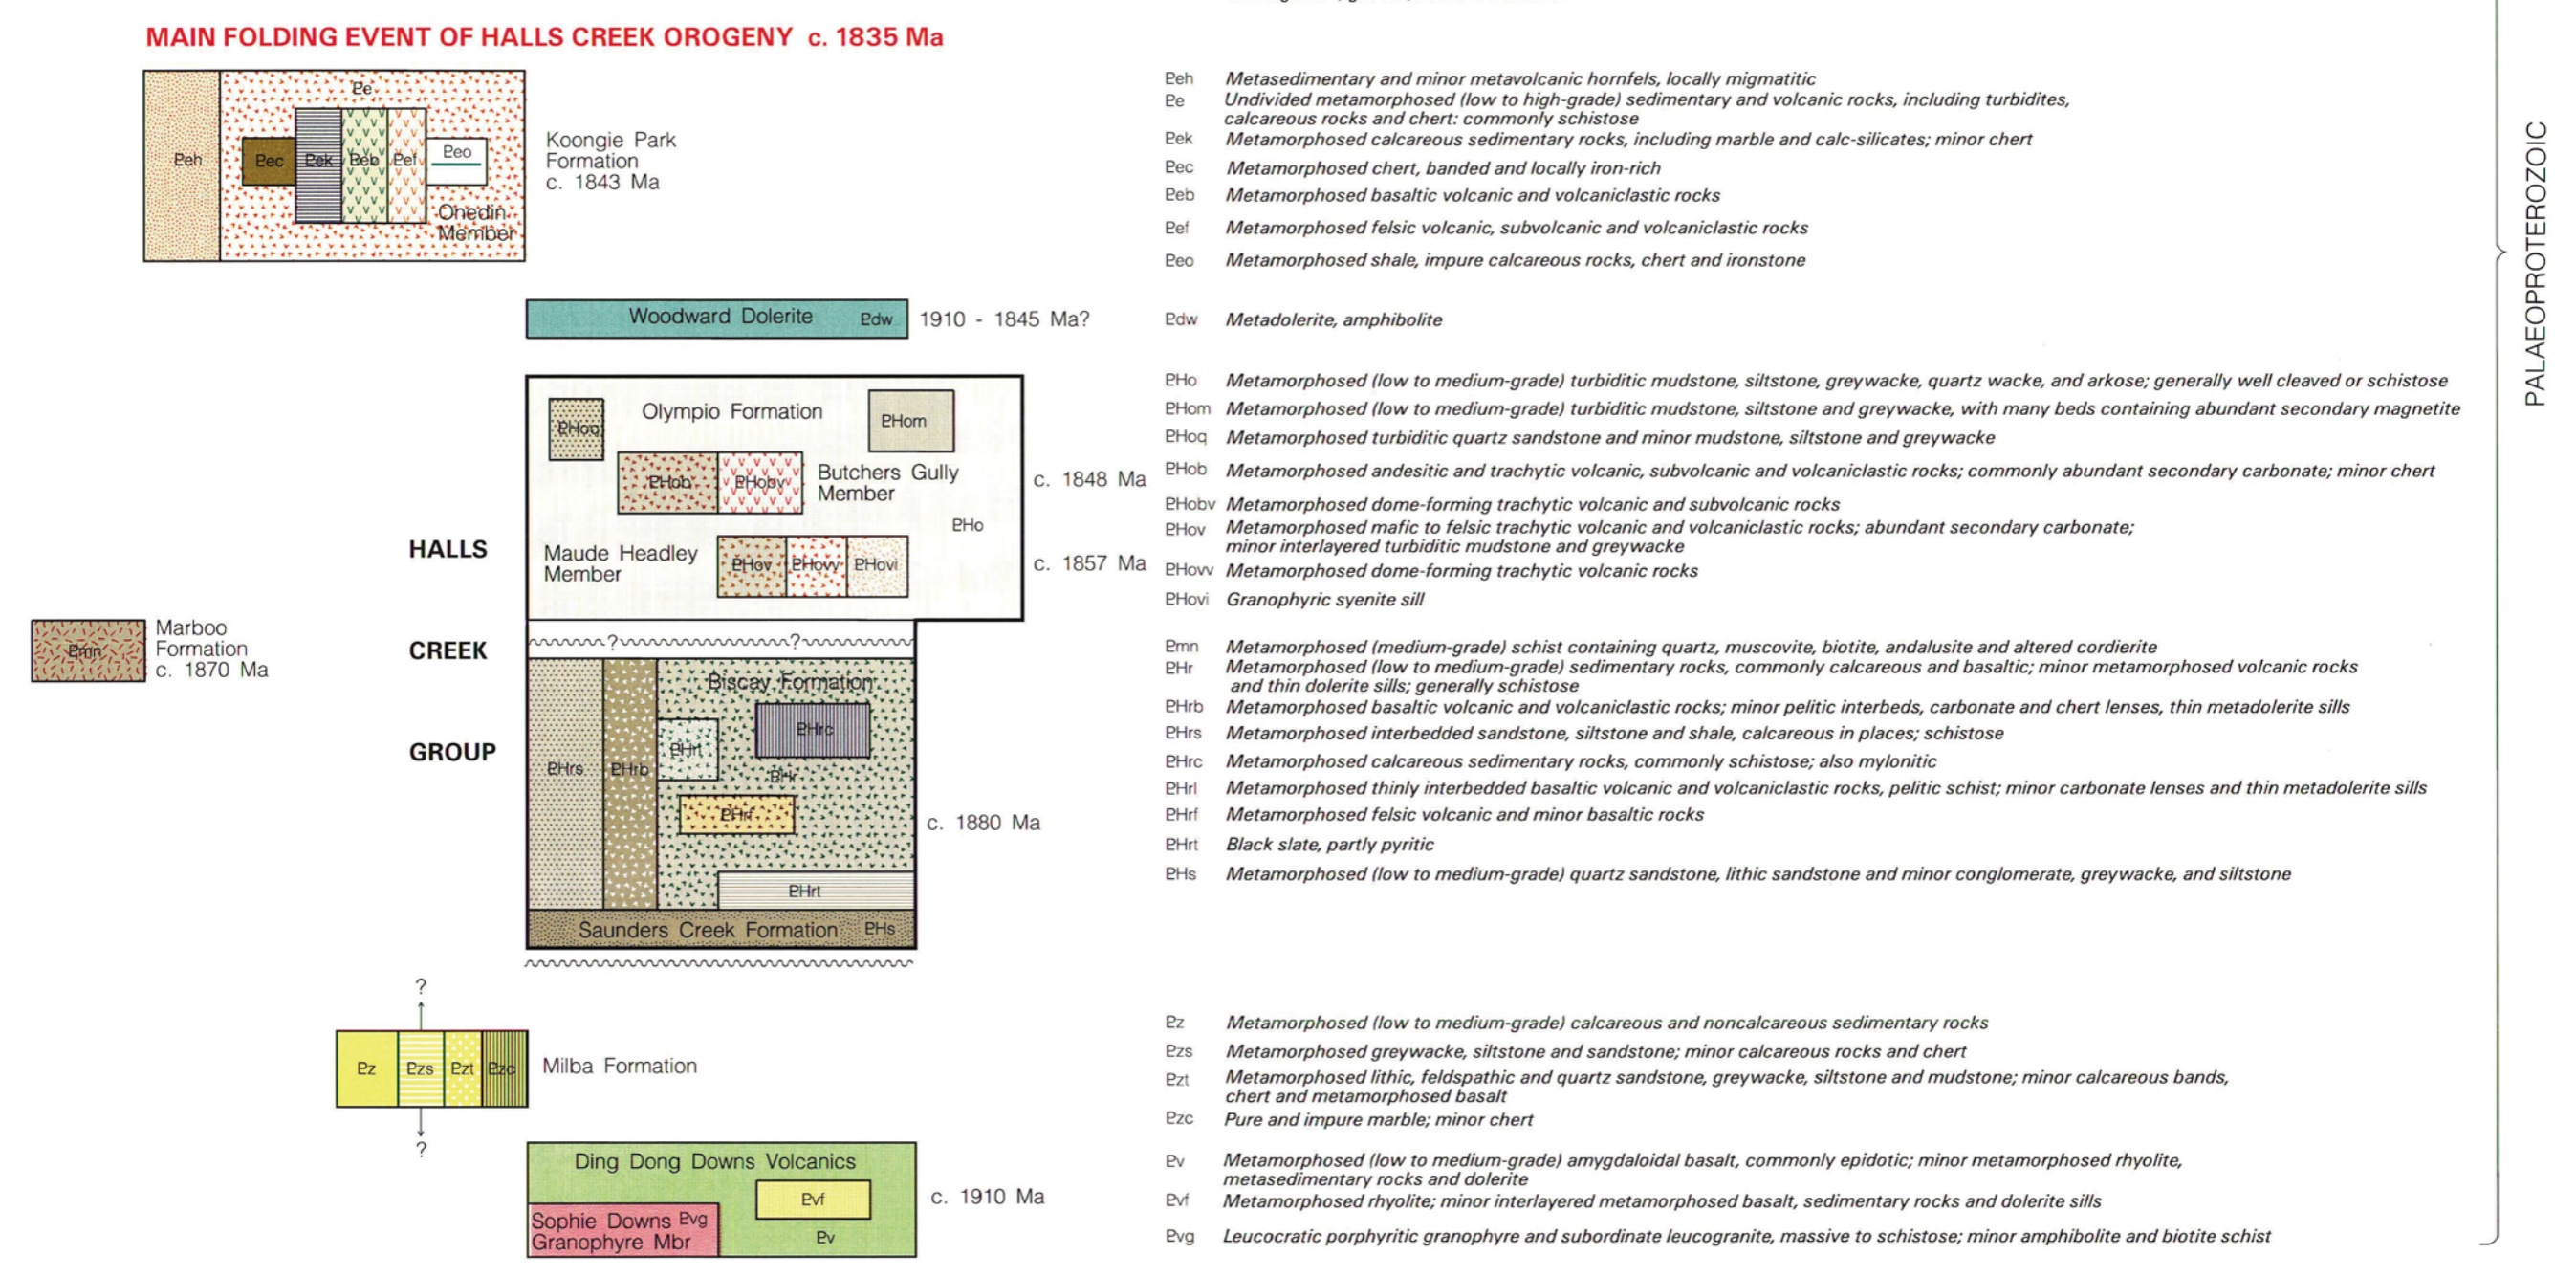 MAIN FOLDING EVENT OF HALLS CREEK OROGENY c. 1835 Ma
Ꝑe
Ꝑeh
Ꝑec
Ꝑek
Ꝑeb
Ꝑef
Ꝑeo
Onedin
Member
Koongie Park
Formation
c. 1843 Ma
Woodward Dolerite Ꝑdw
1910 - 1845 Ma?
ꝐHoq
Olympio Formation
ꝐHom
ꝐHob
ꝐHobv
Butchers Gully
Member
c. 1848 Ma
ꝐHo
Maude Headley
Member
ꝐHov
ꝐHovv
ꝐHovi
c. 1857 Ma
HALLS
CREEK
GROUP
Ꝑmn
Marboo
Formation
c. 1870 Ma
? ?
Biscay Formation
ꝐHrc
ꝐHrs
ꝐHrb
ꝐHr
ꝐHrf
c. 1880 Ma
ꝐHrt
Saunders Creek Formation ꝐHs
?
Ꝑz
Ꝑzs
Ꝑzt
Ꝑzc
Milba Formation
?
Ding Dong Downs Volcanics
Ꝑvf
c. 1910 Ma
Sophie Downs Ꝑvg
Granophyre Mbr
Ꝑv
Ꝑeh Metasedimentary and minor metavolcanic hornfels, locally migmatitic
Ꝑe Undivided metamorphosed (low to high-grade) sedimentary and volcanic rocks, including turbidites,
calcareous rocks and chert: commonly schistose
Ꝑek Metamorphosed calcareous sedimentary rocks, including marble and calc-silicates; minor chert
Ꝑec Metamorphosed chert, banded and locally iron-rich
Ꝑeb Metamorphosed basaltic volcanic and volcaniclastic rocks
Ꝑef Metamorphosed felsic volcanic, subvolcanic and volcaniclastic rocks
Ꝑeo Metamorphosed shale, impure calcareous rocks, chert and ironstone
Ꝑdw Metadolerite, amphibolite
ꝐHo Metamorphosed (low to medium-grade) turbiditic mudstone, siltstone, greywacke, quartz wacke, and arkose; generally well cleaved or schistose
ꝐHom Metamorphosed (low to medium-grade) turbiditic mudstone, siltstone and greywacke, with many beds containing abundant secondary magnetite
ꝐHoq Metamorphosed turbiditic quartz sandstone and minor mudstone, siltstone and greywacke
ꝐHob Metamorphosed andesitic and trachytic volcanic, subvolcanic and volcaniclastic rocks; commonly abundant secondary carbonate; minor chert
ꝐHobv Metamorphosed dome-forming trachytic volcanic and subvolcanic rocks
ꝐHov Metamorphosed mafic to felsic trachytic volcanic and volcaniclastic rocks; abundant secondary carbonate;
minor interlayered turbiditic mudstone and greywacke
ꝐHovv Metamorphosed dome-forming trachytic volcanic rocks
ꝐHovi Granophyric syenite sill
Ꝑmn Metamorphosed (medium-grade) schist containing quartz, muscovite, biotite, andalusite and altered cordierite
ꝐHr Metamorphosed (low to medium-grade) sedimentary rocks, commonly calcareous and basaltic; minor metamorphosed volcanic rocks
and thin dolerite sills; generally schistose
ꝐHrb Metamorphosed basaltic volcanic and volcaniclastic rocks; minor pelitic interbeds, carbonate and chert lenses, thin metadolerite sills
ꝐHrs Metamorphosed interbedded sandstone, siltstone and shale, calcareous in places; schistose
ꝐHrc Metamorphosed calcareous sedimentary rocks, commonly schistose; also mylonitic
ꝐHrl Metamorphosed thinly interbedded basaltic volcanic and volcaniclastic rocks, pelitic schist; minor carbonate lenses and thin metadolerite sills
ꝐHrf Metamorphosed felsic volcanic and minor basaltic rocks
ꝐHrt Black slate, partly pyritic
ꝐHs Metamorphosed (low to medium-grade) quartz sandstone, lithic sandstone and minor conglomerate, greywacke, and siltstone
Ꝑz Metamorphosed (low to medium-grade) calcareous and noncalcareous sedimentary rocks
Ꝑzs Metamorphosed greywacke, siltstone and sandstone; minor calcareous rocks and chert
Ꝑzt Metamorphosed lithic, feldspathic and quartz sandstone, greywacke, siltstone and mudstone; minor calcareous bands,
chert and metamorphosed basalt
Ꝑzc Pure and impure marble; minor chert
Ꝑv Metamorphosed (low to medium-grade) amygdaloidal basalt, commonly epidotic; minor metamorphosed rhyolite,
metasedimentary rocks and dolerite
Ꝑvf Metamorphosed rhyolite; minor interlayered metamorphosed basalt, sedimentary rocks and dolerite sills
Ꝑvg Leucocratic porphyritic granophyre and subordinate leucogranite, massive to schistose; minor amphibolite and biotite schist
PALAEOPROTEROZOIC